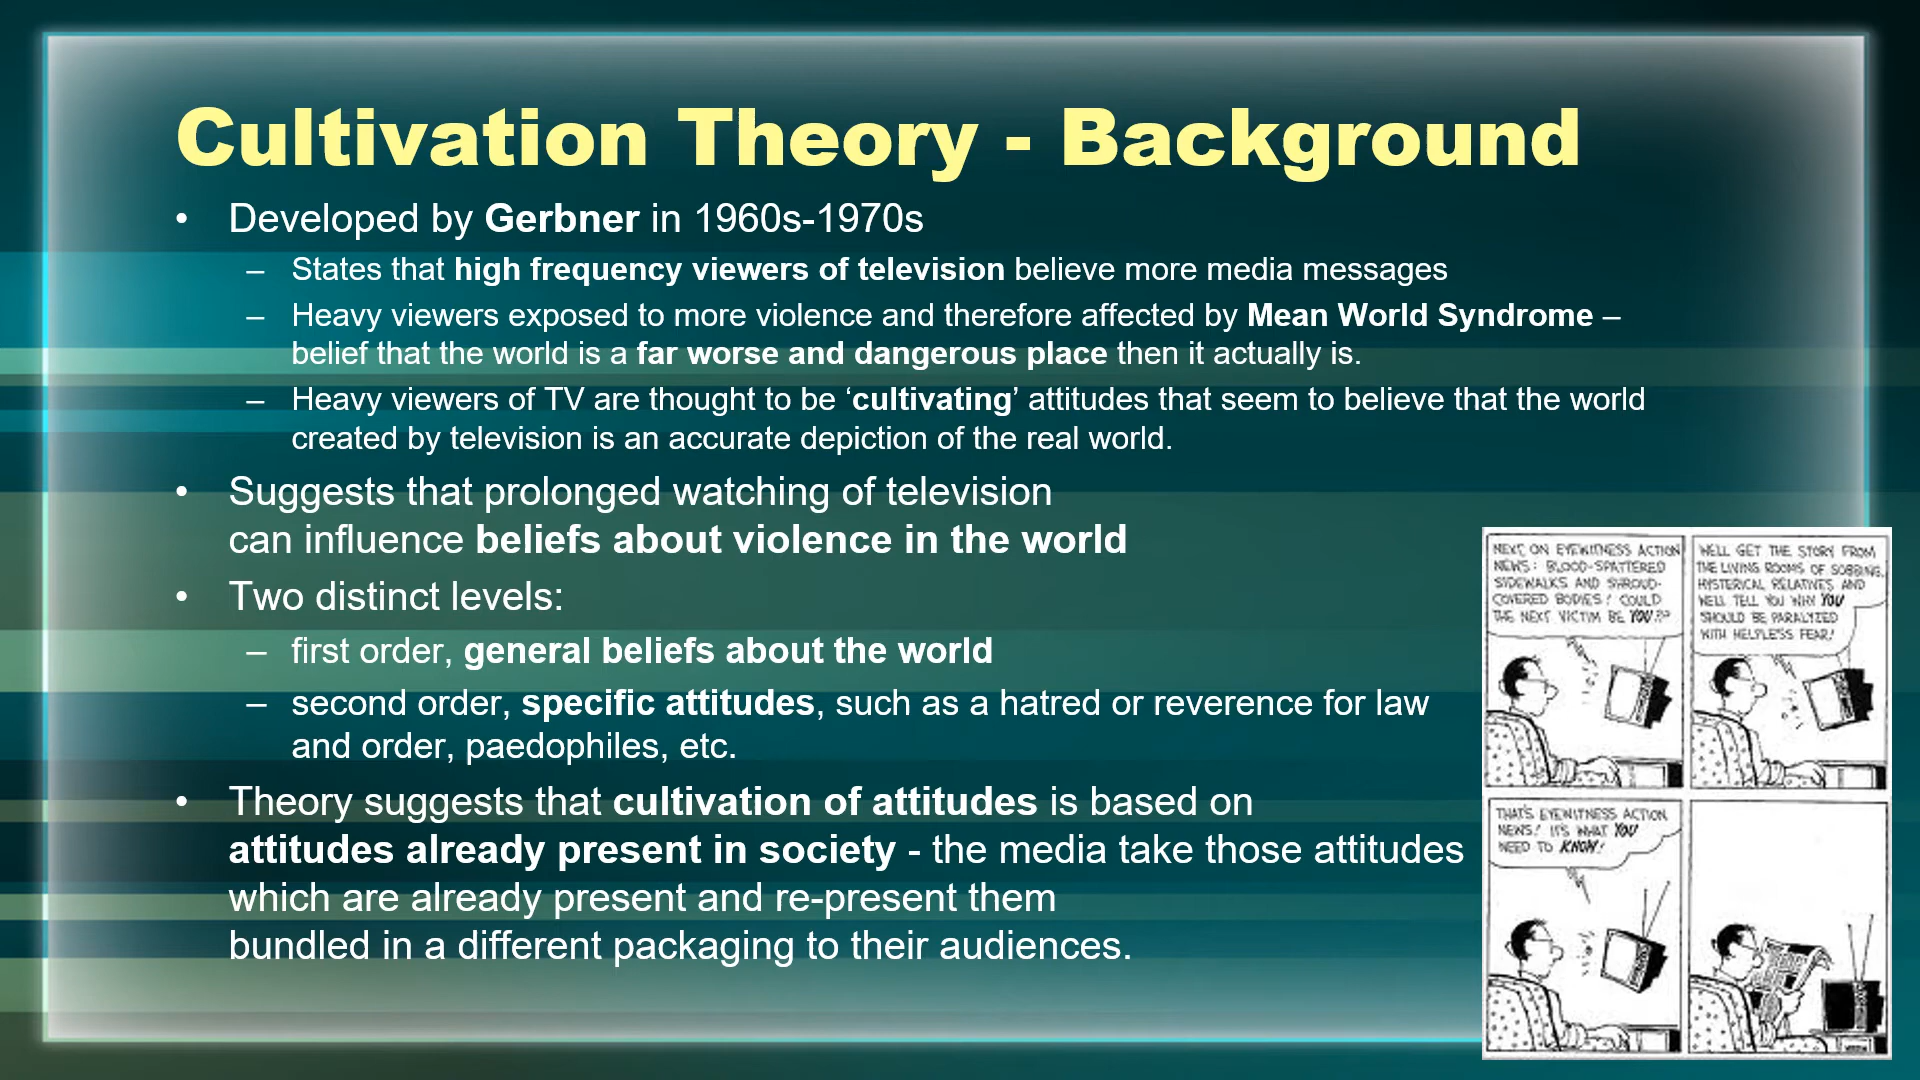 Cultivation Theory - Background
• Developed by Gerbner in 1960s-1970s
– States that high frequency viewers of television believe more media messages
– Heavy viewers exposed to more violence and therefore affected by Mean World Syndrome –
belief that the world is a far worse and dangerous place then it actually is.
– Heavy viewers of TV are thought to be ‘cultivating’ attitudes that seem to believe that the world
created by television is an accurate depiction of the real world.
• Suggests that prolonged watching of television
can influence beliefs about violence in the world
• Two distinct levels:
– first order, general beliefs about the world
– second order, specific attitudes, such as a hatred or reverence for law
and order, paedophiles, etc.
• Theory suggests that cultivation of attitudes is based on
attitudes already present in society - the media take those attitudes
which are already present and re-present them
bundled in a different packaging to their audiences.
NEXT, ON EYEWITNESS ACTION
NEWS: BLOOD-SPATTERED
SIDEWALKS AND SHROUD-
COVERED BODIES! COULD
THE NEXT VICTIM BE YOU??
WE'LL GET THE STORY FROM
THE LIVING ROOMS OF SOBBING,
HYSTERICAL RELATIVES AND
WE'LL TELL YOU WHY YOU
SHOULD BE PARALYZED
WITH HELPLESS FEAR!
THAT'S EYEWITNESS ACTION
NEWS! IT'S WHAT YOU
NEED TO KNOW!